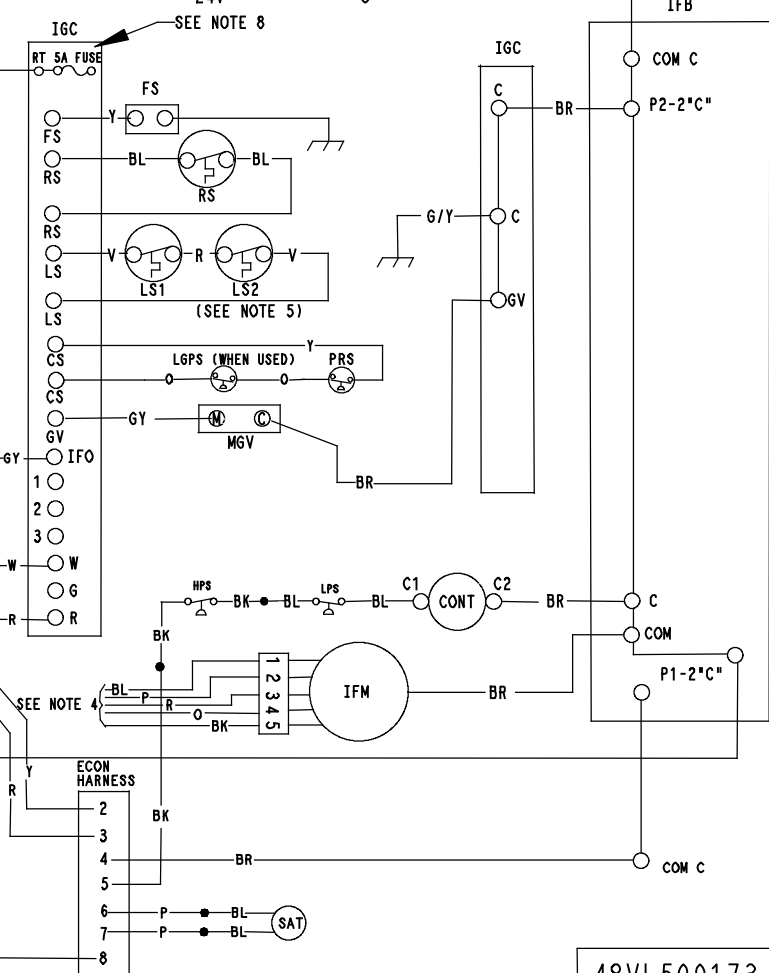 IFB
IGC
SEE NOTE 8
RT 5A FUSE
IGC
COM C
FS
C
P2-2"C"
BR
Y
FS
BL
BL
RS
RS
RS
G/Y
C
V
R
V
LS
LS1
LS2
(SEE NOTE 5)
GV
LS
Y
CS
LGPS (WHEN USED)
PRS
O
O
CS
GY
M
C
GV
MGV
GY
IFO
BR
1
2
3
W
W
HPS
LPS
C1
C2
G
BK
BL
BL
CONT
BR
C
R
R
BK
COM
1
2
3
4
5
P1-2"C"
BL
P
SEE NOTE 4
R
O
BK
IFM
BR
ECON
HARNESS
Y
R
2
BK
3
4
BR
COM C
5
6
P
BL
SAT
7
P
BL
8